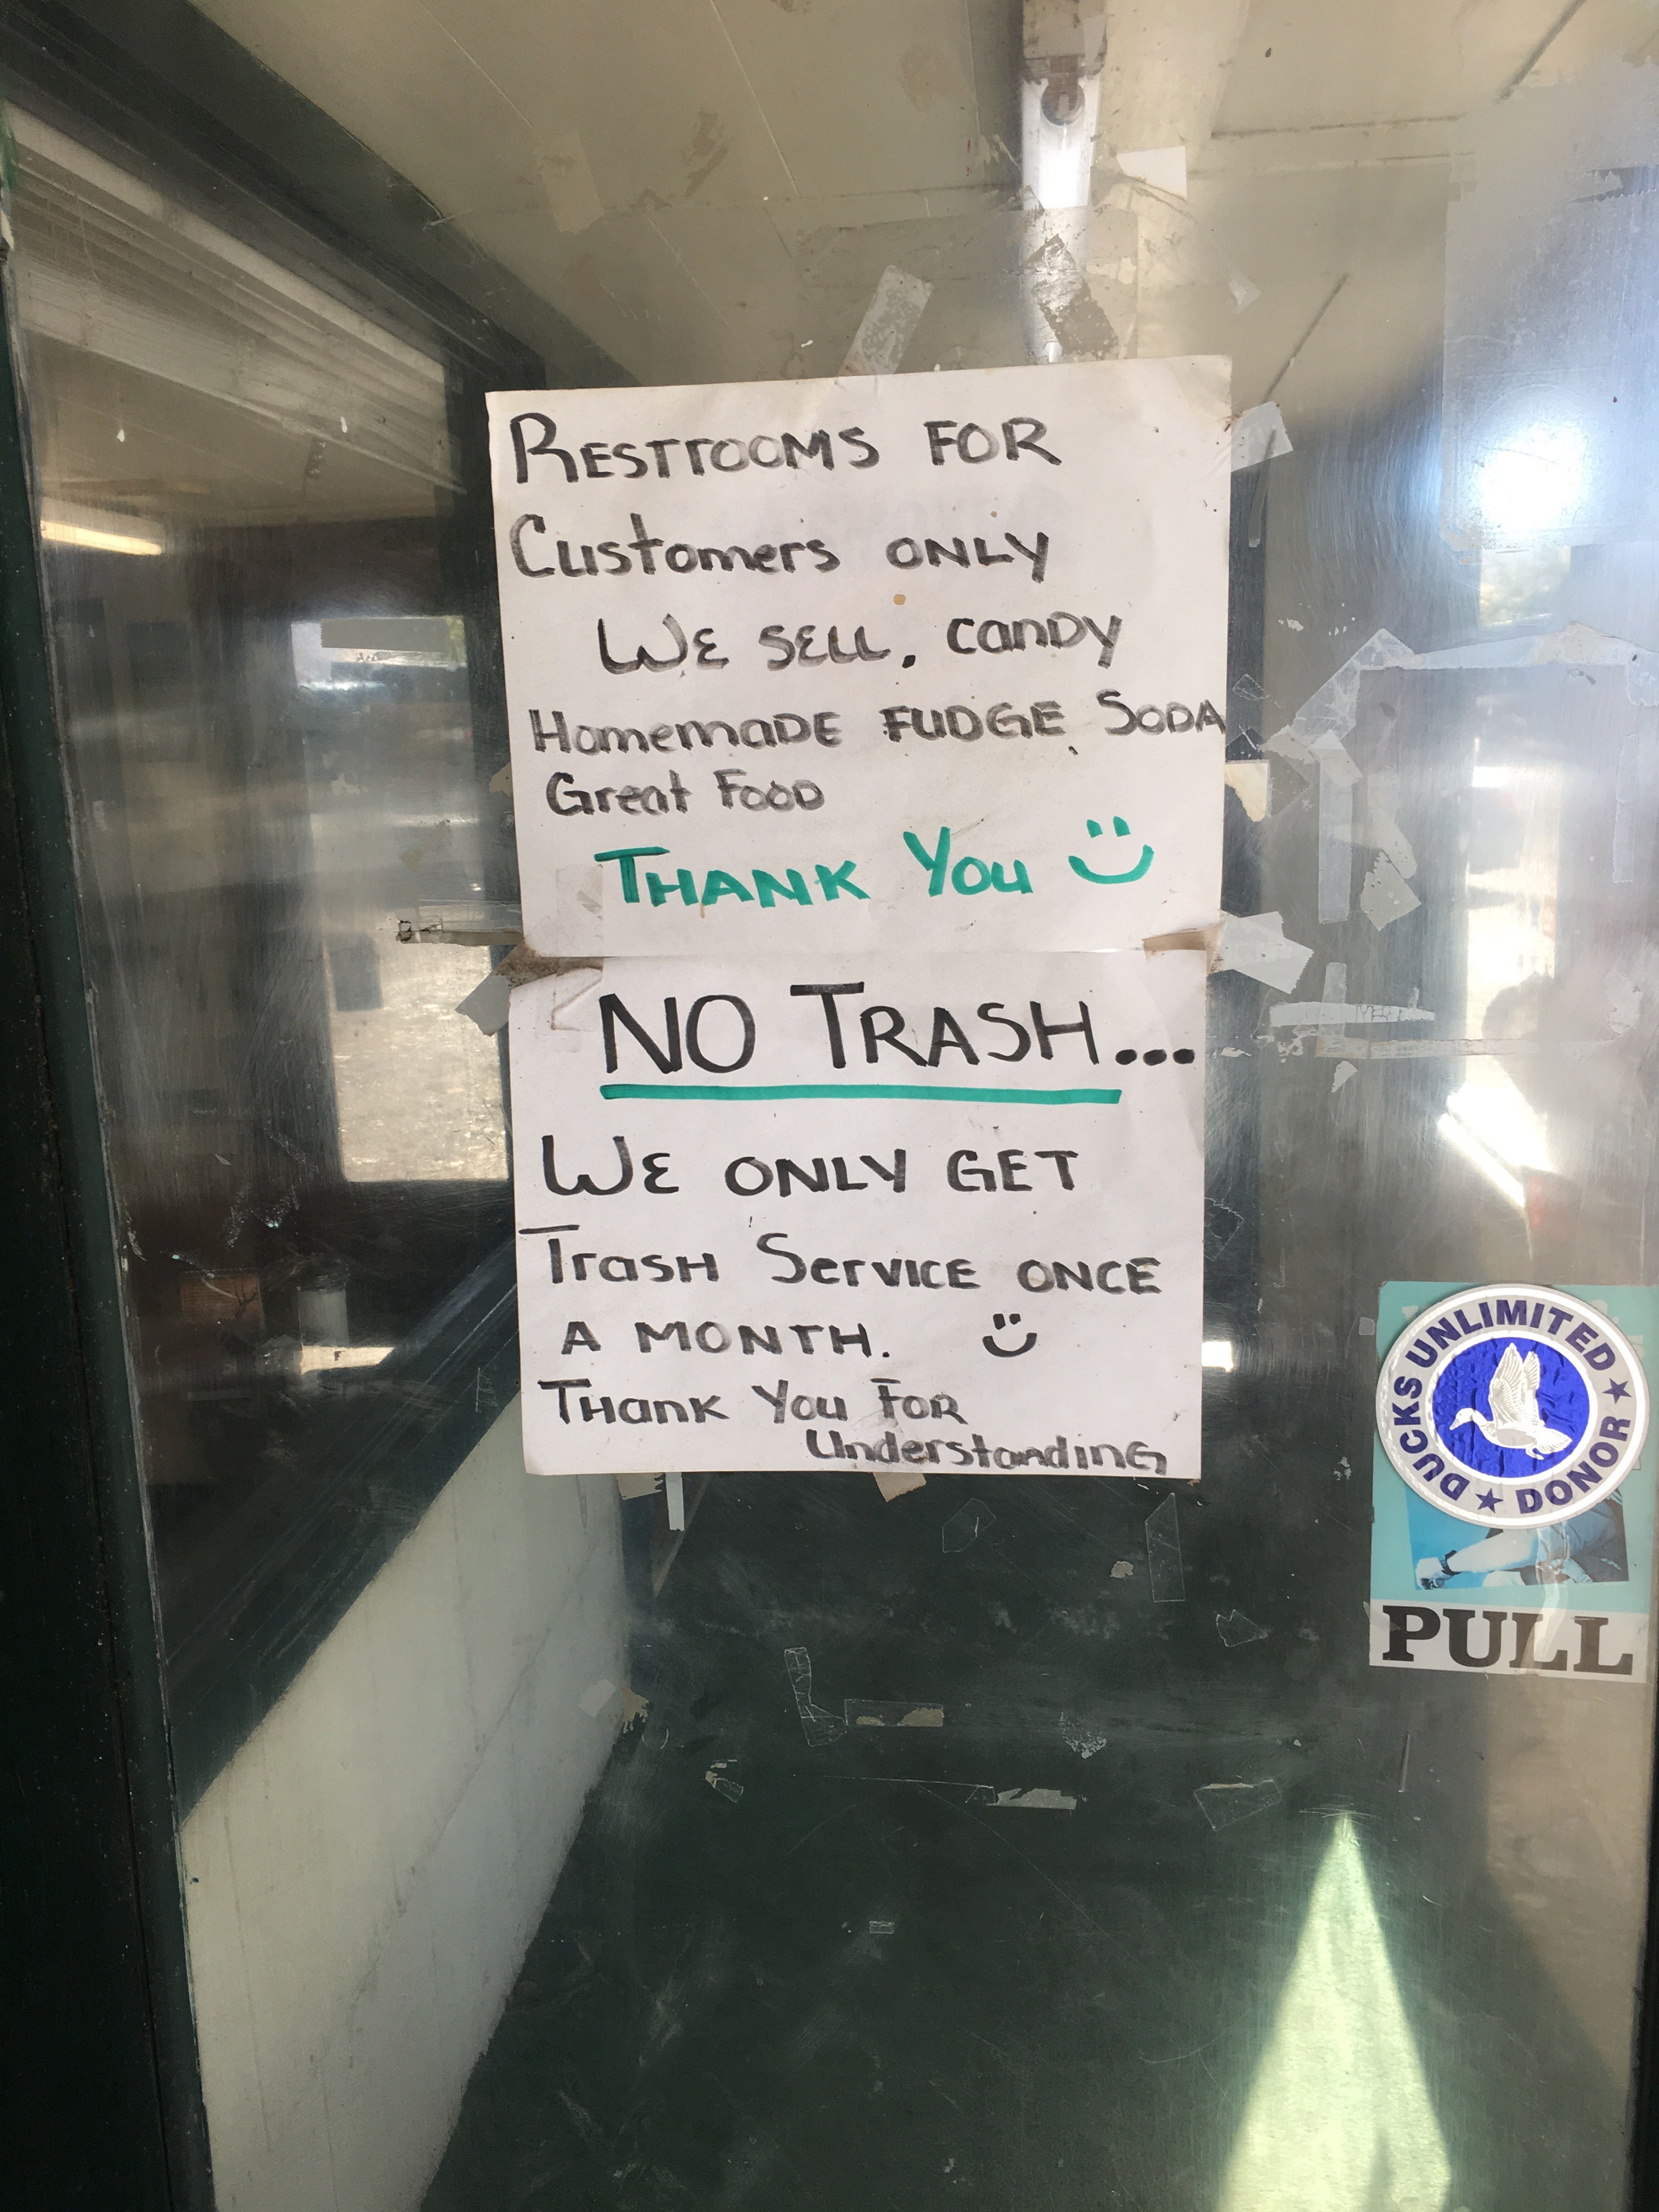 RESTROOMS FOR
Customers ONLY
WE SELL, candy
HomemaDE FUDGE, SODA
Great Food
THANK You
NO TRASH...
WE ONLY GET
TrasH Service ONCE
A MONTH.
THank You For
UnderstandinG
DUCKS UNLIMITED
★ DONOR ★
PULL